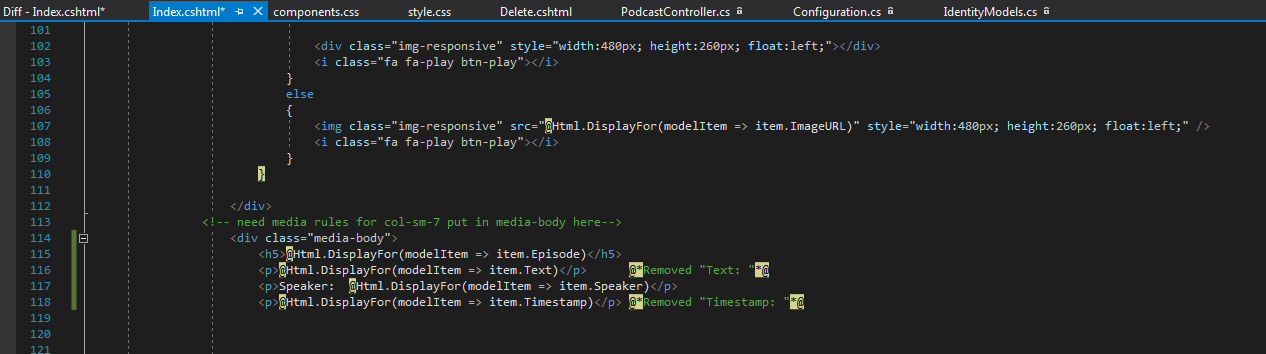 Diff - Index.cshtml* Index.cshtml* components.css style.css Delete.cshtml PodcastController.cs Configuration.cs IdentityModels.cs
101
102 <div class="img-responsive" style="width:480px; height:260px; float:left;"></div>
103 <i class="fa fa-play btn-play"></i>
104 }
105 else
106 {
107 <img class="img-responsive" src="@Html.DisplayFor(modelItem => item.ImageURL)" style="width:480px; height:260px; float:left;" />
108 <i class="fa fa-play btn-play"></i>
109 }
110 }
111
112 </div>
113 <!-- need media rules for col-sm-7 put in media-body here-->
114 <div class="media-body">
115 <h5>@Html.DisplayFor(modelItem => item.Episode)</h5>
116 <p>@Html.DisplayFor(modelItem => item.Text)</p> @*Removed "Text: "*@
117 <p>Speaker: @Html.DisplayFor(modelItem => item.Speaker)</p>
118 <p>@Html.DisplayFor(modelItem => item.Timestamp)</p> @*Removed "Timestamp: "*@
119
120
121